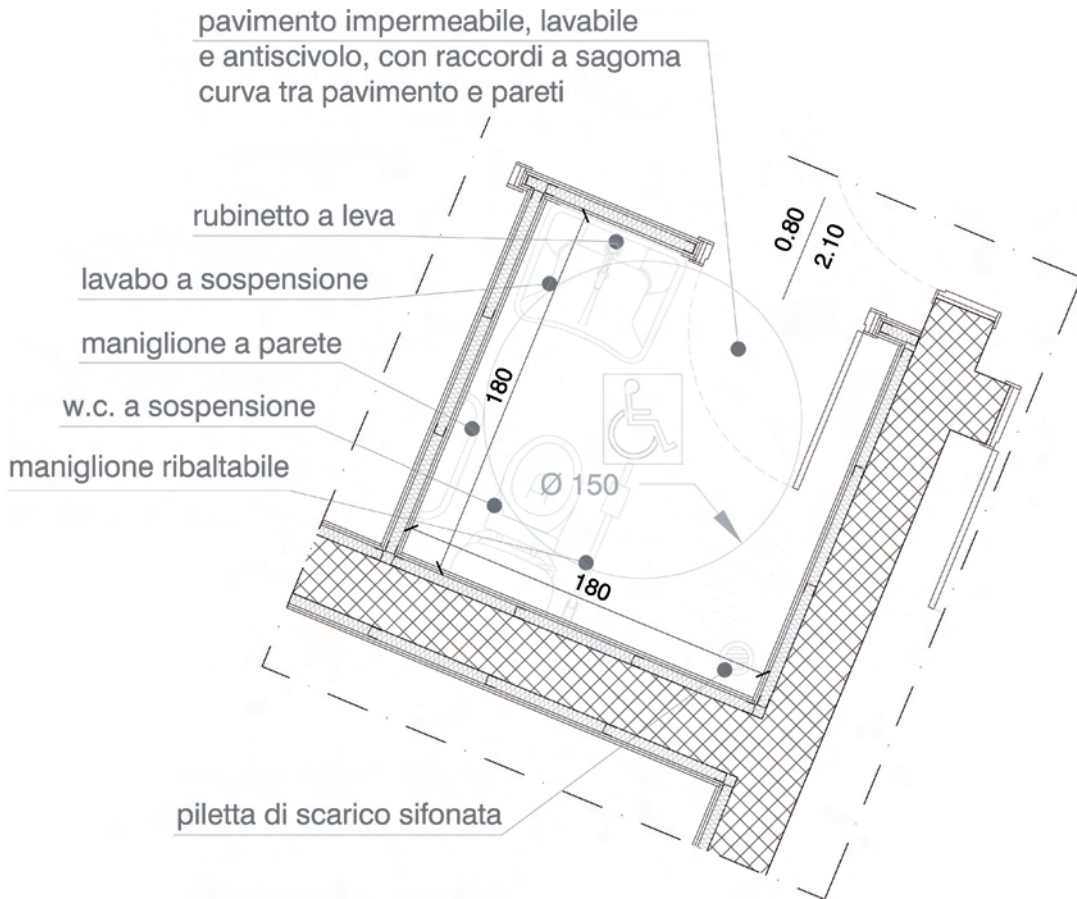 pavimento impermeabile, lavabile
e antiscivolo, con raccordi a sagoma
curva tra pavimento e pareti
rubinetto a leva
0.80
2.10
lavabo a sospensione
maniglione a parete
180
w.c. a sospensione
maniglione ribaltabile
Ø 150
180
piletta di scarico sifonata